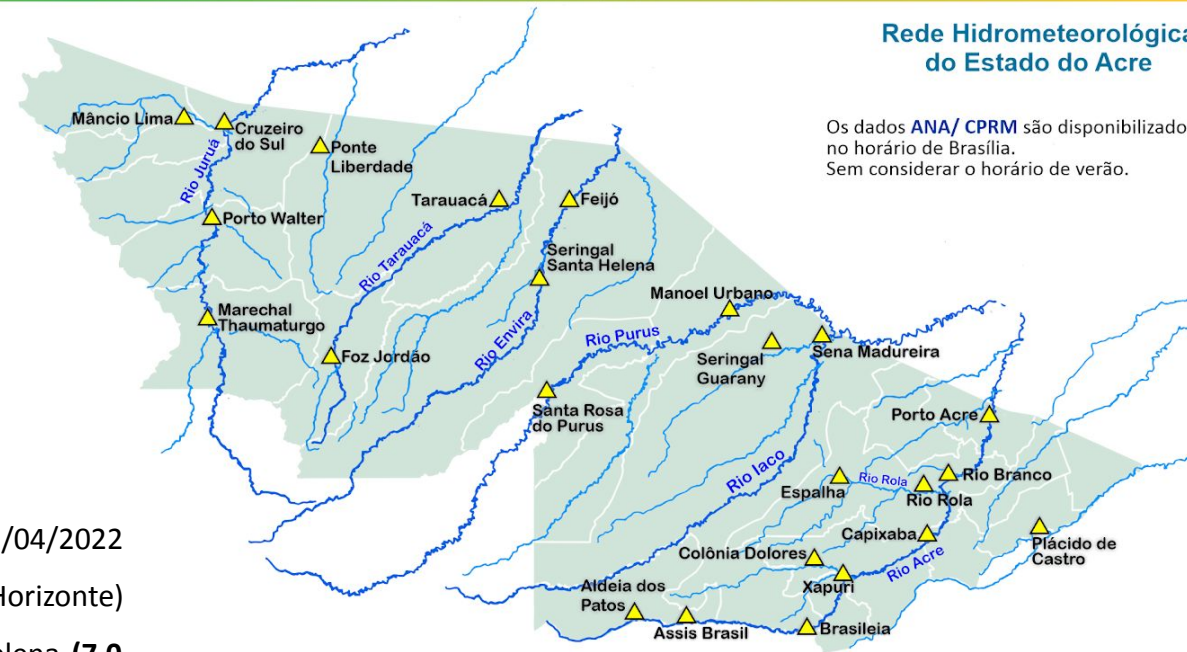 Rede Hidrometeorológica
do Estado do Acre
Os dados ANA/ CPRM são disponibilizado
no horário de Brasília.
Sem considerar o horário de verão.
Mâncio Lima
Cruzeiro
do Sul
Ponte
Liberdade
Rio Juruá
Tarauacá
Feijó
Porto Walter
Rio Tarauacá
Seringal
Santa Helena
Manoel Urbano
Marechal
Thaumaturgo
Foz Jordão
Rio Envira
Rio Purus
Seringal
Guarany
Sena Madureira
Santa Rosa
do Purus
Porto Acre
Rio Iaco
Espalha
Rio Rola
Rio Rola
Rio Branco
Capixaba
Plácido de
Castro
Colônia Dolores
Xapuri
Rio Acre
Aldeia dos
Patos
Assis Brasil
Brasileia
/04/2022
Horizonte)
elena (7,9